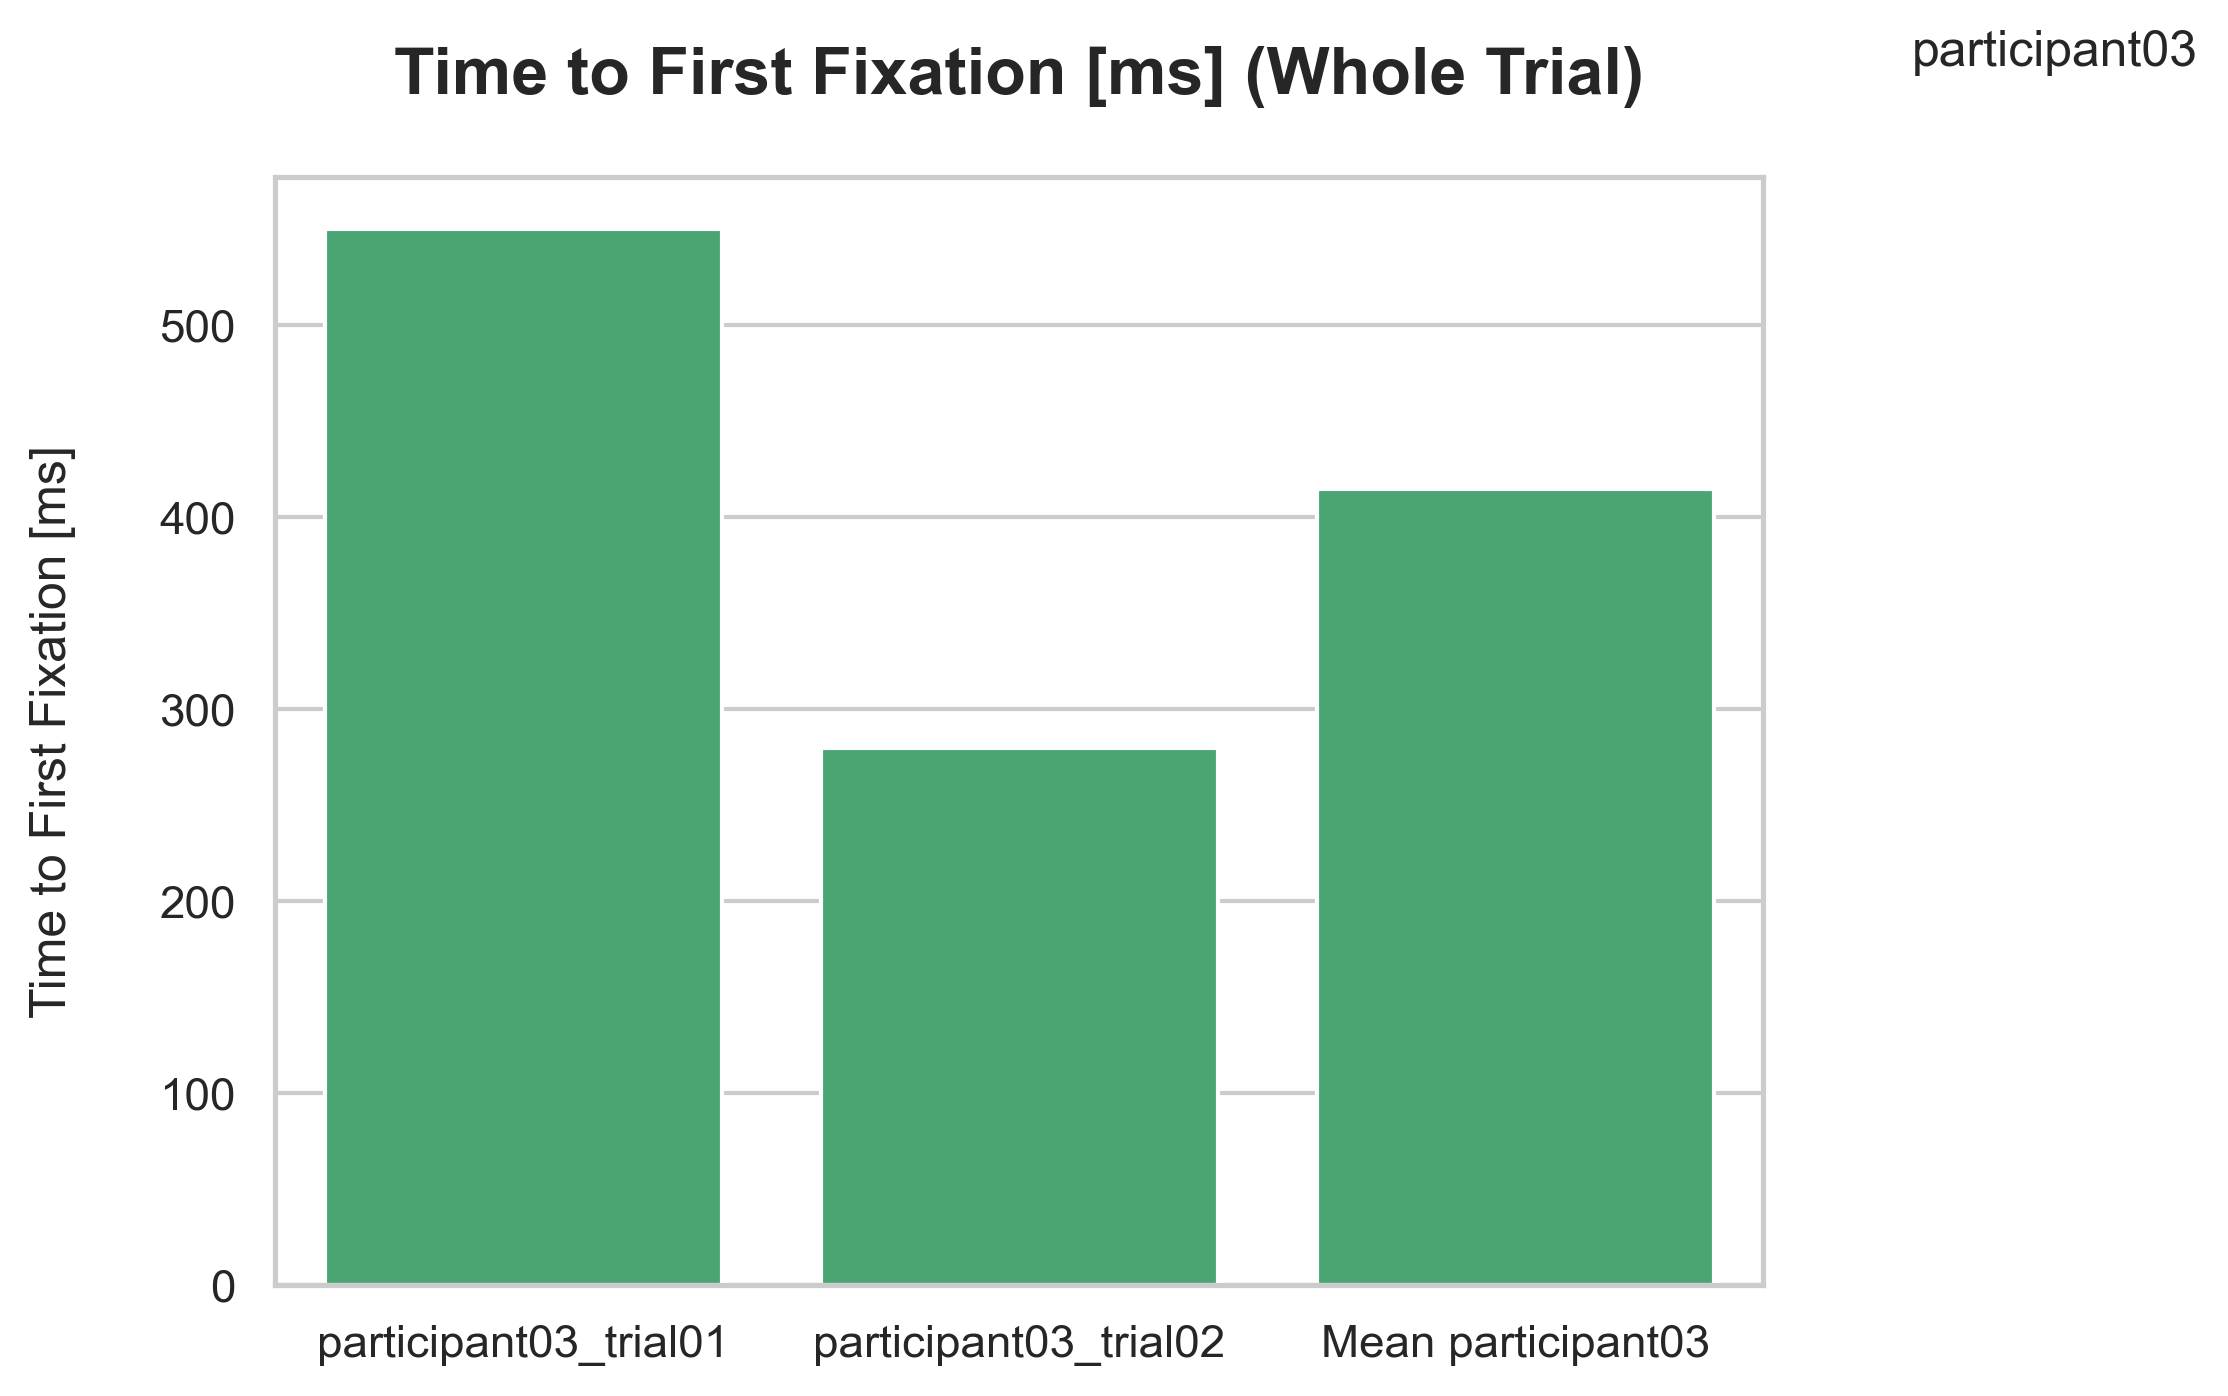 participant03
Time to First Fixation [ms] (Whole Trial)
Time to First Fixation [ms]
500
400
300
200
100
0
participant03_trial01
participant03_trial02
Mean participant03